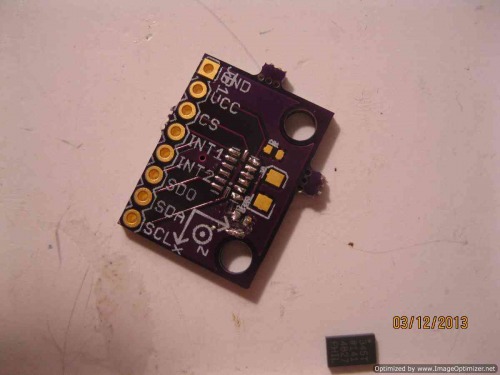 GND
VCC
CS
INT1
INT2
SDO
SDA
SCL
X
Z
03/12/2013
Optimized by www.ImageOptimizer.net